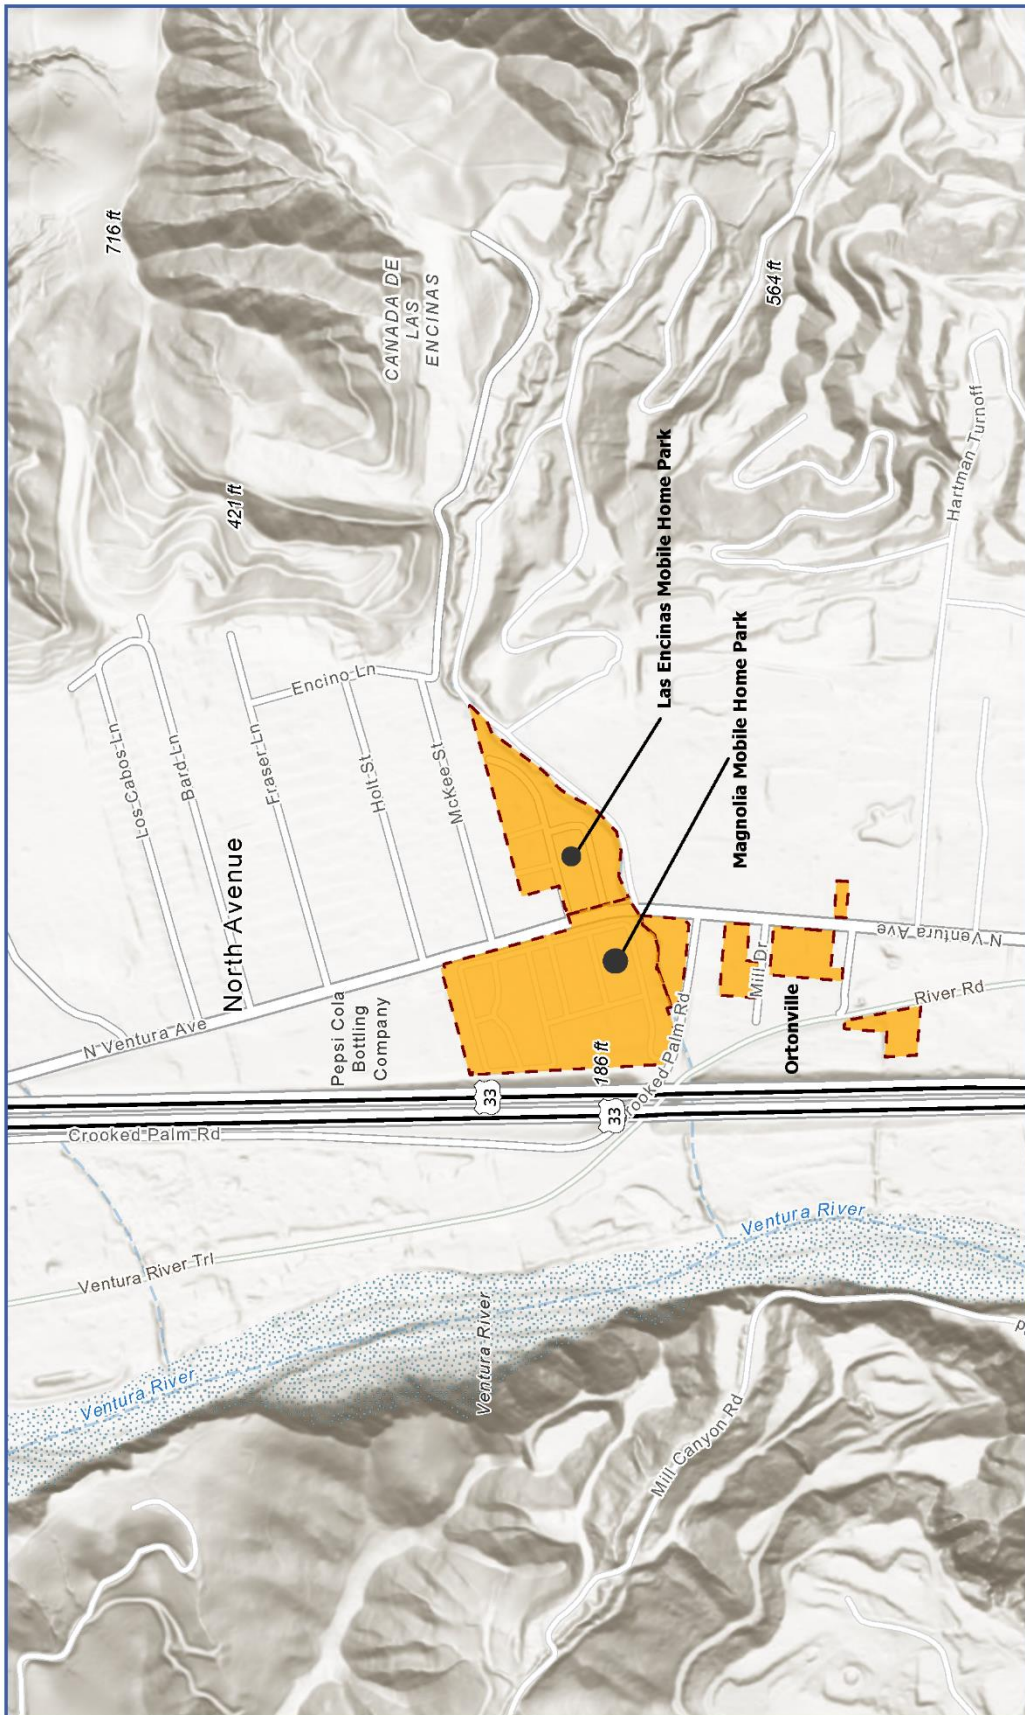 716 ft
CANADA DE
LAS
ENCINAS
421 ft
564 ft
Hartman Turnoff
Las Encinas Mobile Home Park
Magnolia Mobile Home Park
Los Cabos Ln
Bard Ln
Fraser Ln
Encino Ln
Holt St
McKee St
North Avenue
N Ventura Ave
Pepsi Cola
Bottling
Company
N Ventura Ave
Mill Dr
Ortonville
River Rd
186 ft
Crooked Palm Rd
33
33
Crooked Palm Rd
Ventura River Trl
Ventura River
Ventura River
Ventura River
Mill Canyon Rd